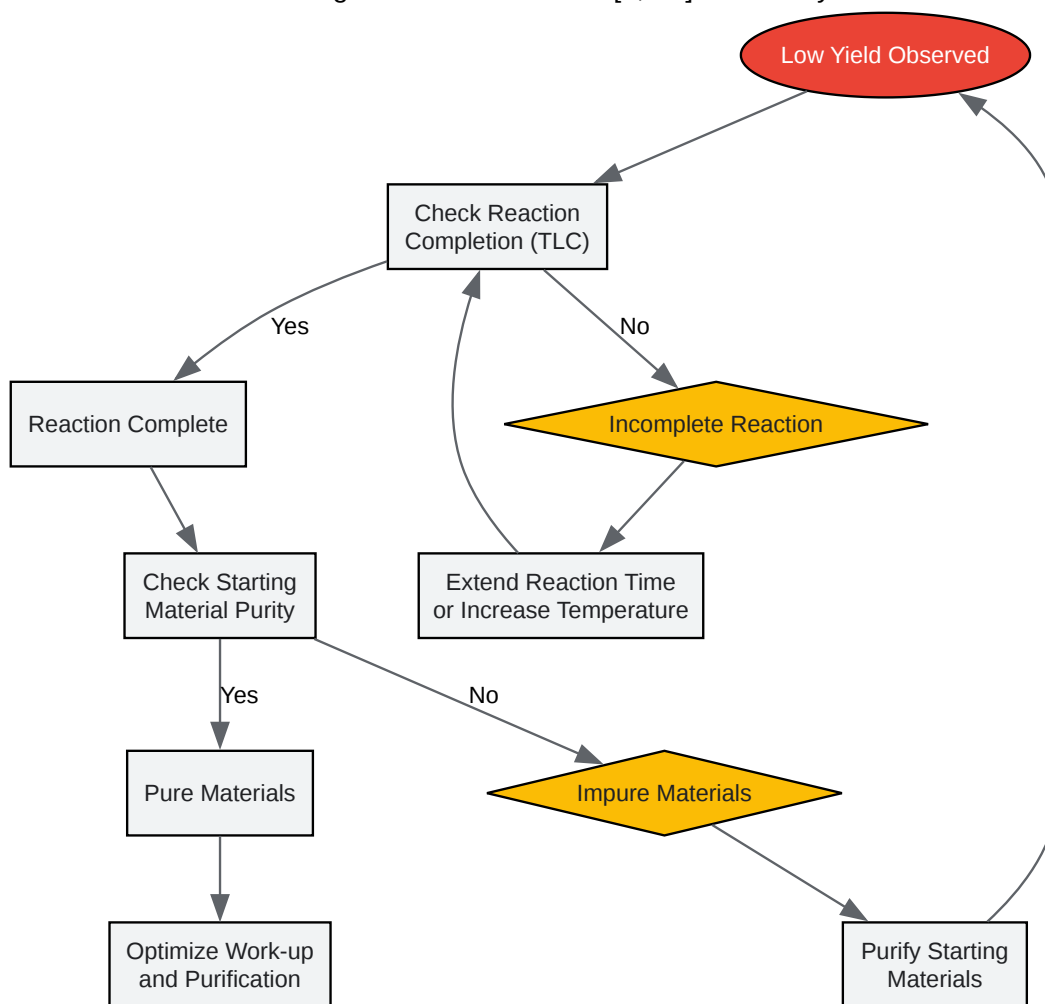 Low Yield Observed
Check Reaction
Completion (TLC)
Yes
No
Reaction Complete
Incomplete Reaction
Check Starting
Material Purity
Extend Reaction Time
or Increase Temperature
Yes
No
Pure Materials
Impure Materials
Optimize Work-up
and Purification
Purify Starting
Materials